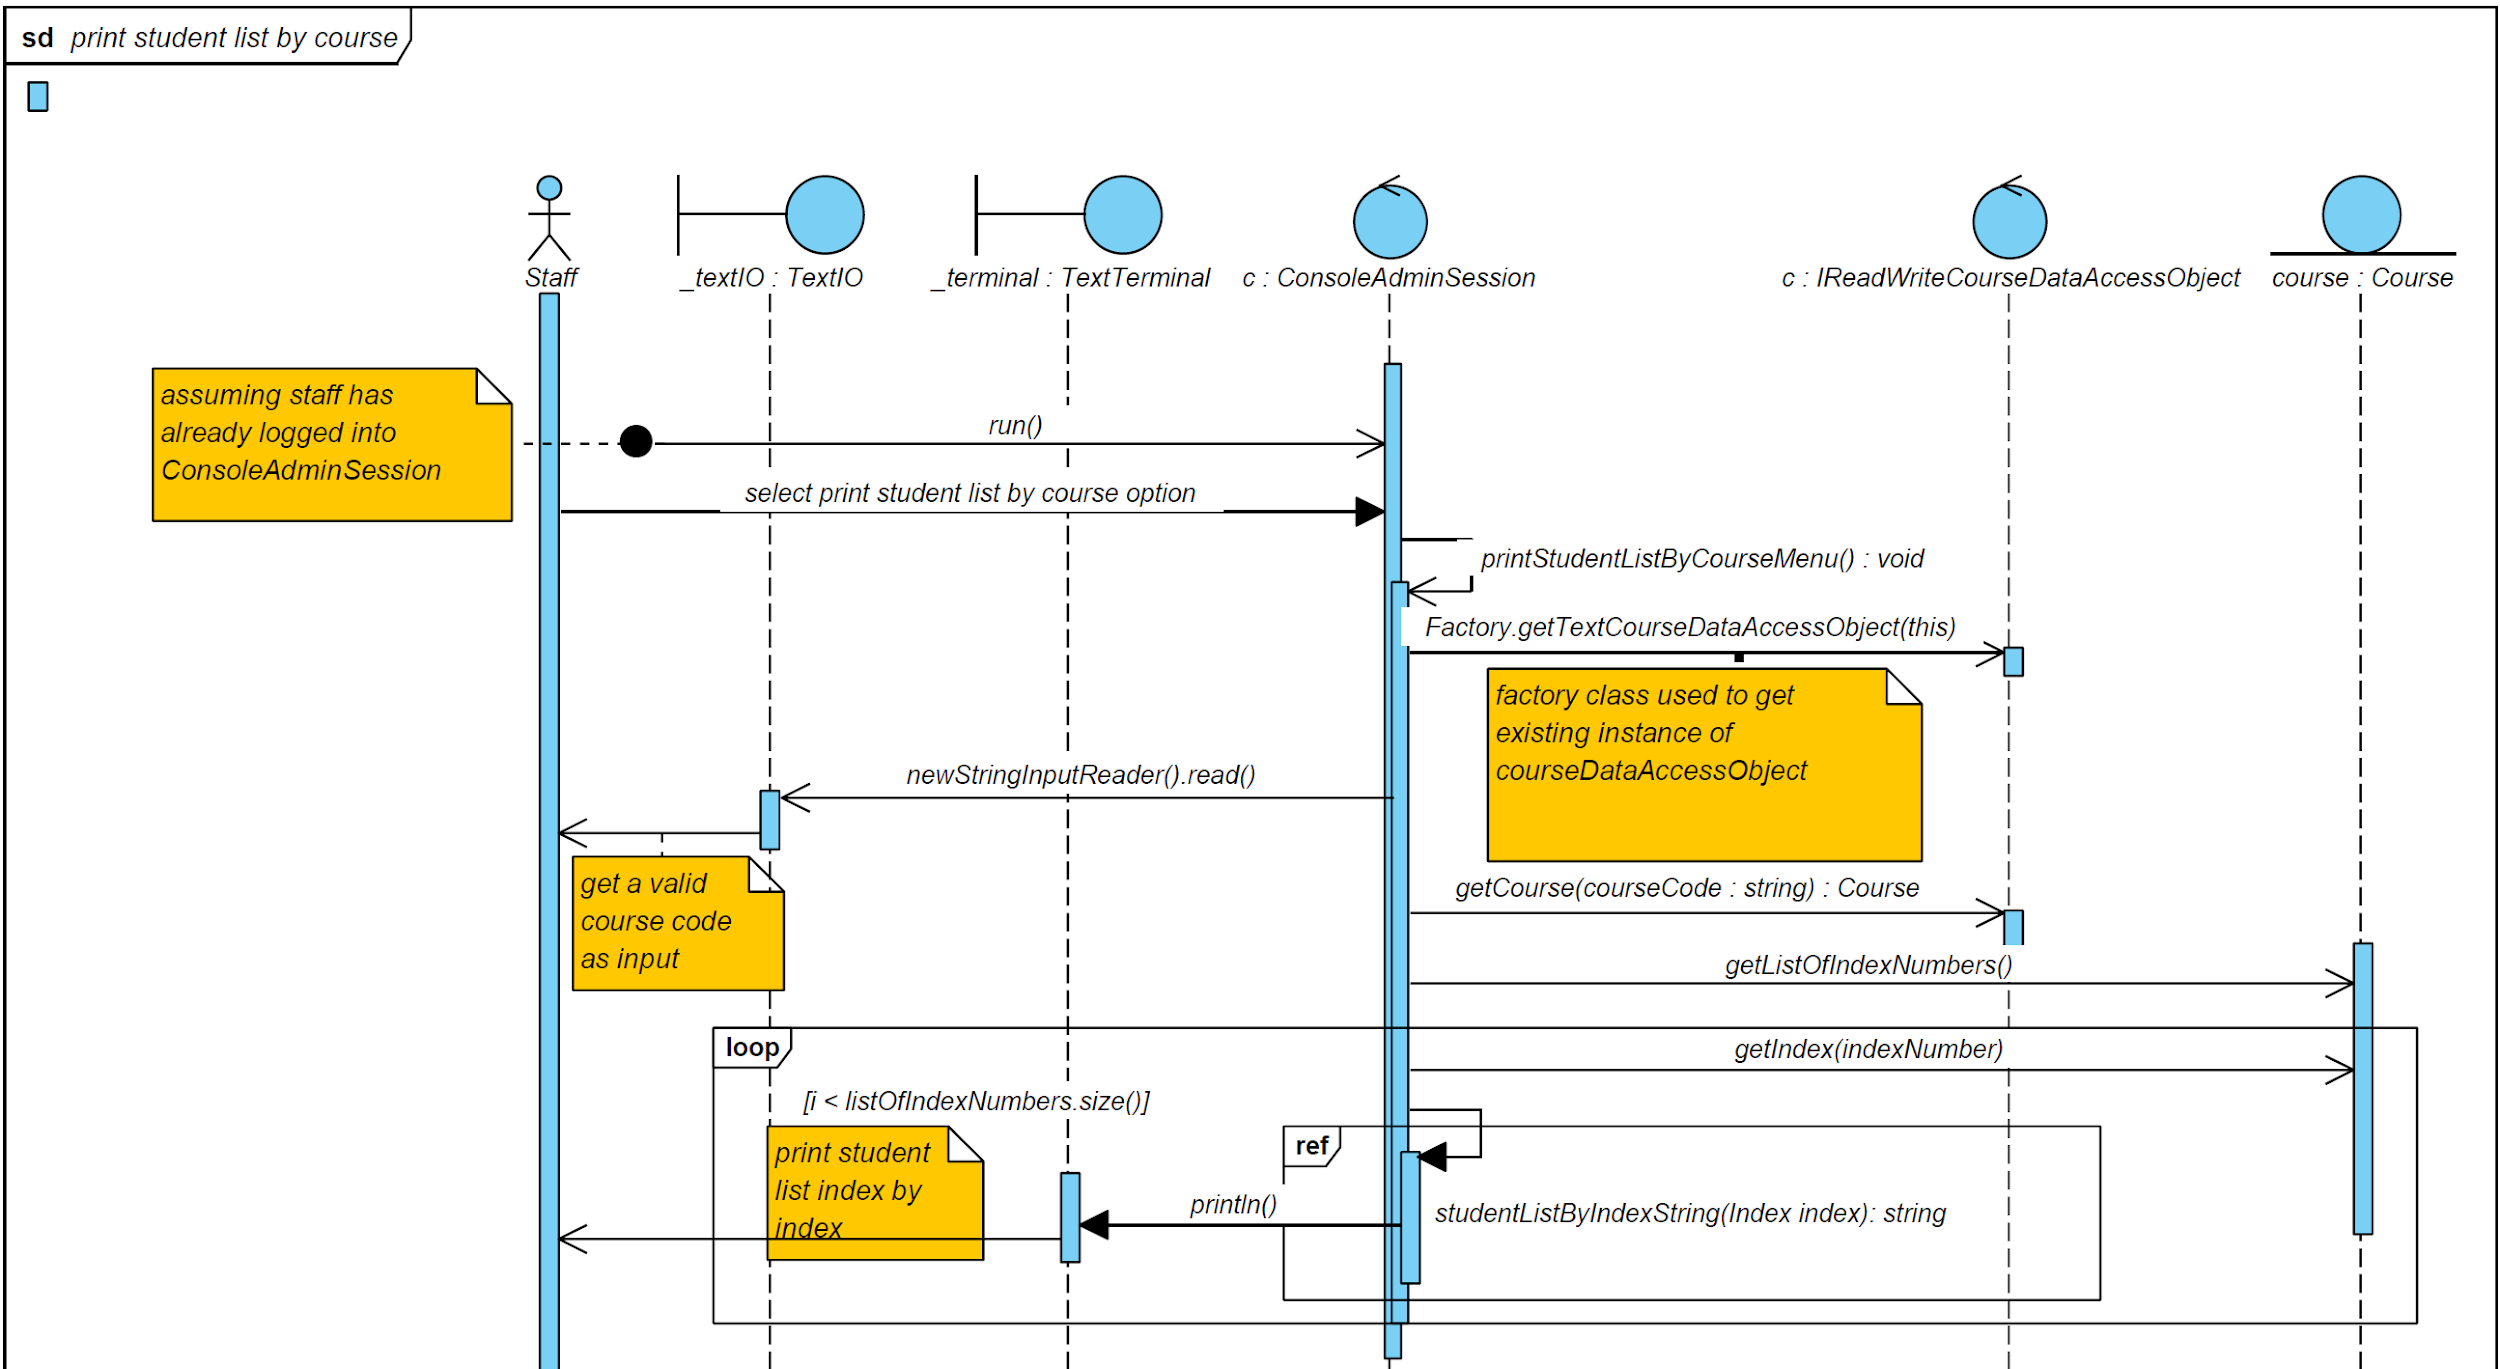 sd print student list by course
Staff
_textIO : TextIO
_terminal : TextTerminal
c : ConsoleAdminSession
c : IReadWriteCourseDataAccessObject
course : Course
assuming staff has
already logged into
ConsoleAdminSession
run()
select print student list by course option
printStudentListByCourseMenu() : void
Factory.getTextCourseDataAccessObject(this)
factory class used to get
existing instance of
courseDataAccessObject
newStringInputReader().read()
get a valid
course code
as input
getCourse(courseCode : string) : Course
getListOfIndexNumbers()
loop
getIndex(indexNumber)
[i < listOfIndexNumbers.size()]
print student
list index by
index
ref
println()
studentListByIndexString(Index index): string